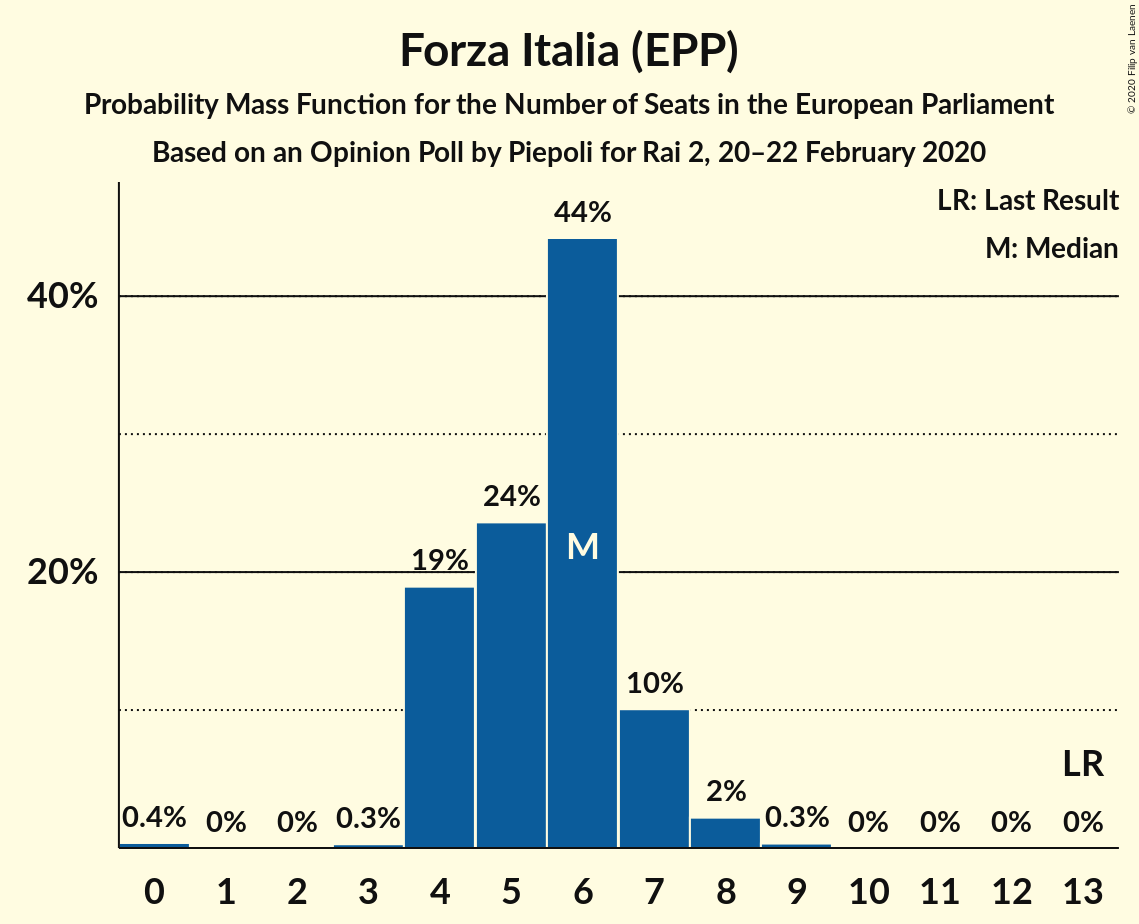 Forza Italia (EPP)
Probability Mass Function for the Number of Seats in the European Parliament
Based on an Opinion Poll by Piepoli for Rai 2, 20–22 February 2020
© 2020 Filip van Laenen
LR: Last Result
M: Median
44%
40%
24%
M
19%
20%
10%
LR
2%
0.4% 0% 0% 0.3% 0.3% 0% 0% 0% 0%
0 1 2 3 4 5 6 7 8 9 10 11 12 13